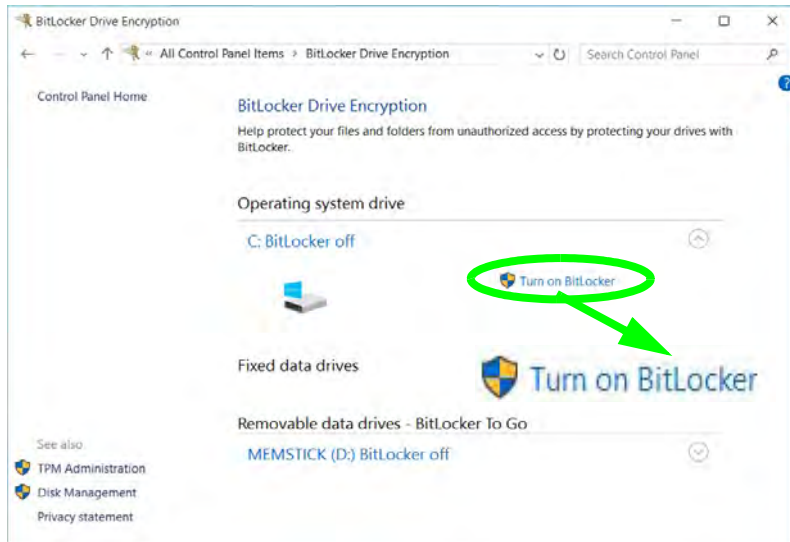 BitLocker Drive Encryption
« All Control Panel Items > BitLocker Drive Encryption
Search Control Panel
Control Panel Home
BitLocker Drive Encryption
Help protect your files and folders from unauthorized access by protecting your drives with
BitLocker.
Operating system drive
C: BitLocker off
Turn on BitLocker
Turn on BitLocker
Fixed data drives
Removable data drives - BitLocker To Go
MEMSTICK (D:) BitLocker off
See also
TPM Administration
Disk Management
Privacy statement